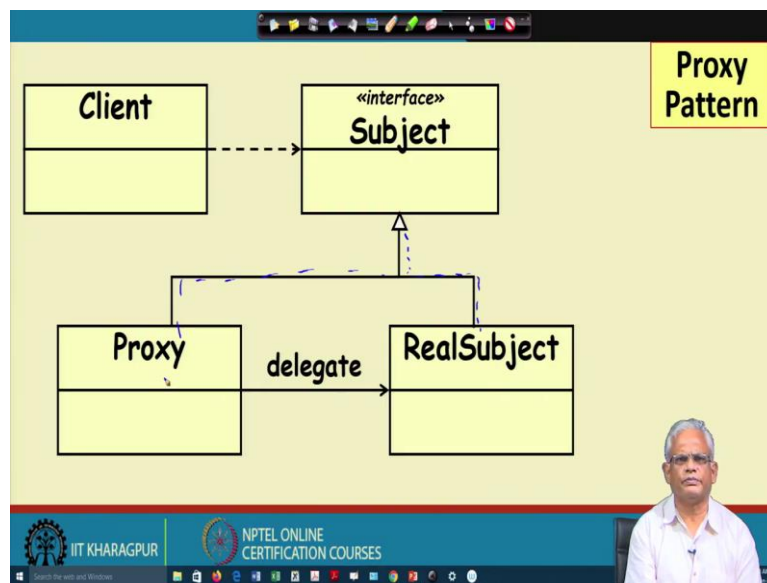 Proxy
Pattern
Client
«interface»
Subject
Proxy
delegate
RealSubject
IIT KHARAGPUR
NPTEL ONLINE
CERTIFICATION COURSES
Search the web and Windows